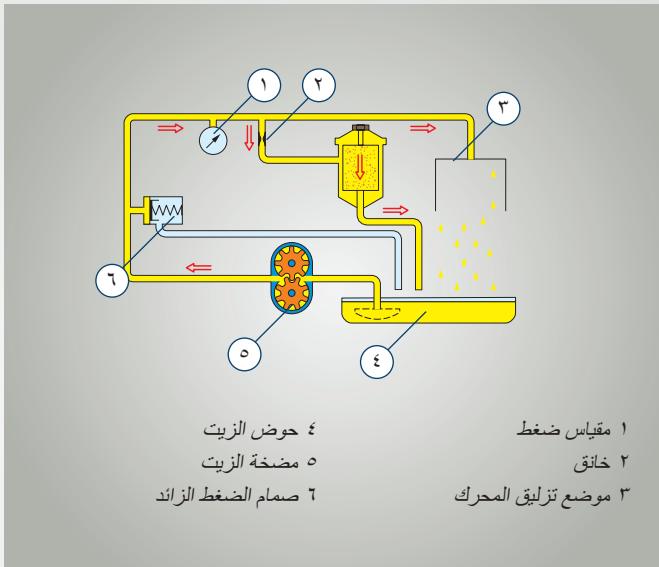 ١
٢
٣
٦
٥
٤
١ مقياس ضغط
٢ خانق
٣ موضع تزليق المحرك
٤ حوض الزيت
٥ مضخة الزيت
٦ صمام الضغط الزائد